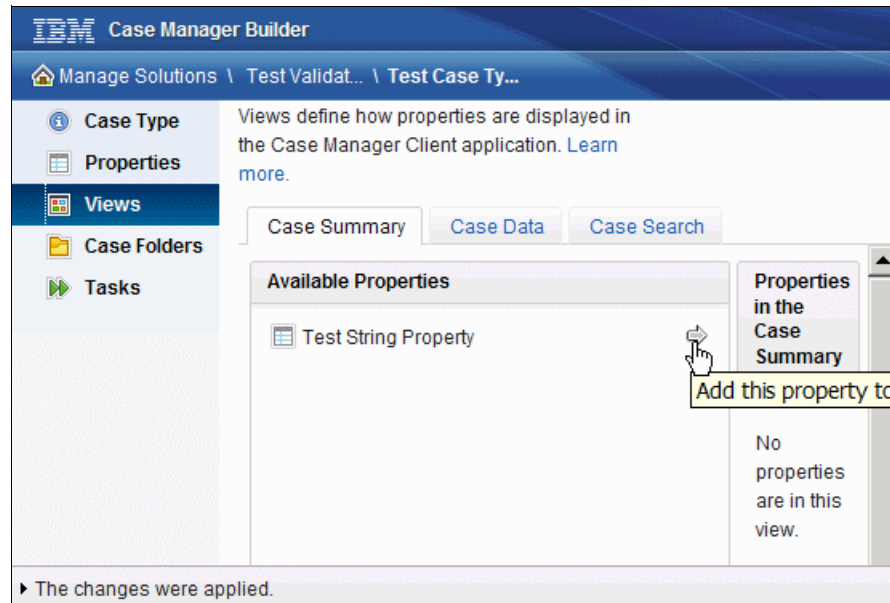 IBM Case Manager Builder
Manage Solutions \ Test Validat... \ Test Case Ty...
Case Type
Properties
Views
Case Folders
Tasks
Views define how properties are displayed in
the Case Manager Client application. Learn
more.
Case Summary
Case Data
Case Search
Available Properties
Test String Property
Properties
in the
Case
Summary
Add this property to
No
properties
are in this
view.
The changes were applied.